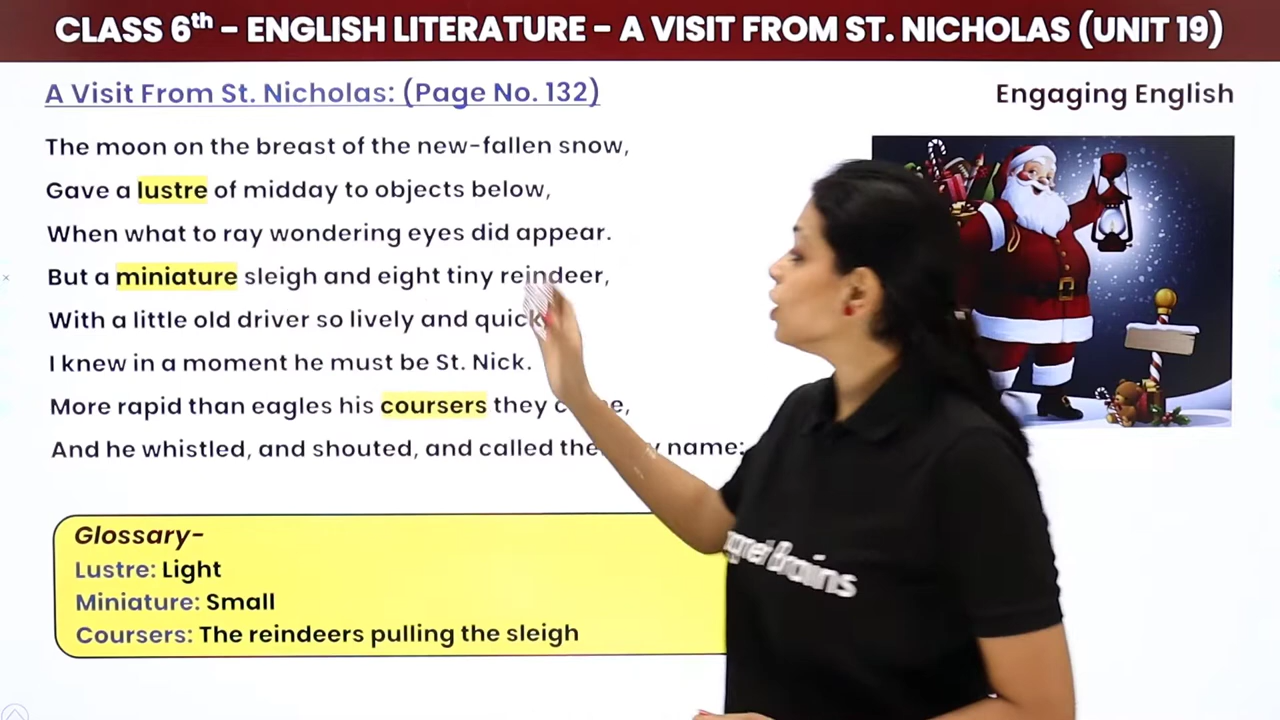 CLASS 6th – ENGLISH LITERATURE – A VISIT FROM ST. NICHOLAS (UNIT 19)
A Visit From St. Nicholas: (Page No. 132)
Engaging English
The moon on the breast of the new-fallen snow,
Gave a lustre of midday to objects below,
When what to ray wondering eyes did appear.
But a miniature sleigh and eight tiny reindeer,
With a little old driver so lively and quick
I knew in a moment he must be St. Nick.
More rapid than eagles his coursers they
And he whistled, and shouted, and called name:
Glossary-
Lustre: Light
Miniature: Small
Coursers: The reindeers pulling the sleigh
Brains